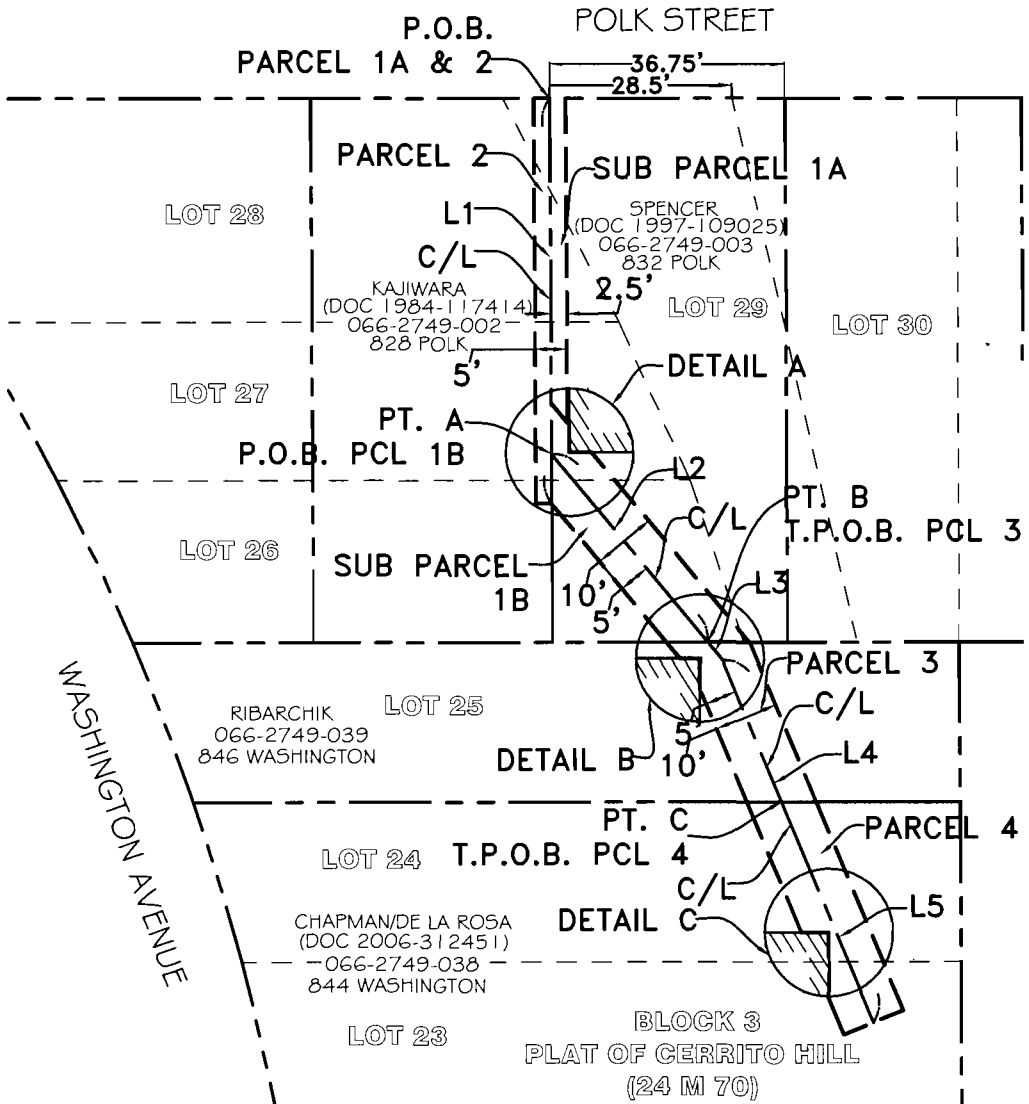 POLK STREET
P.O.B.
PARCEL 1A & 2
36.75'
28.5'
PARCEL 2
SUB PARCEL 1A
LOT 28
L1
SPENCER
(DOC 1997-109025)
066-2749-003
832 POLK
C/L
KAJIWARA
(DOC 1984-117414)
066-2749-002
828 POLK
2.5'
LOT 29
LOT 30
5'
DETAIL A
LOT 27
PT. A
P.O.B. PCL 1B
L2
C/L
PT. B
T.P.O.B. PCL 3
LOT 26
SUB PARCEL
1B
10'
5'
L3
PARCEL 3
LOT 25
RIBARCHIK
066-2749-039
846 WASHINGTON
C/L
5'
10'
DETAIL B
L4
WASHINGTON AVENUE
PT. C
T.P.O.B. PCL 4
PARCEL 4
LOT 24
C/L
DETAIL C
L5
CHAPMAN/DE LA ROSA
(DOC 2006-312451)
066-2749-038
844 WASHINGTON
LOT 23
BLOCK 3
PLAT OF CERRITO HILL
(24 M 70)